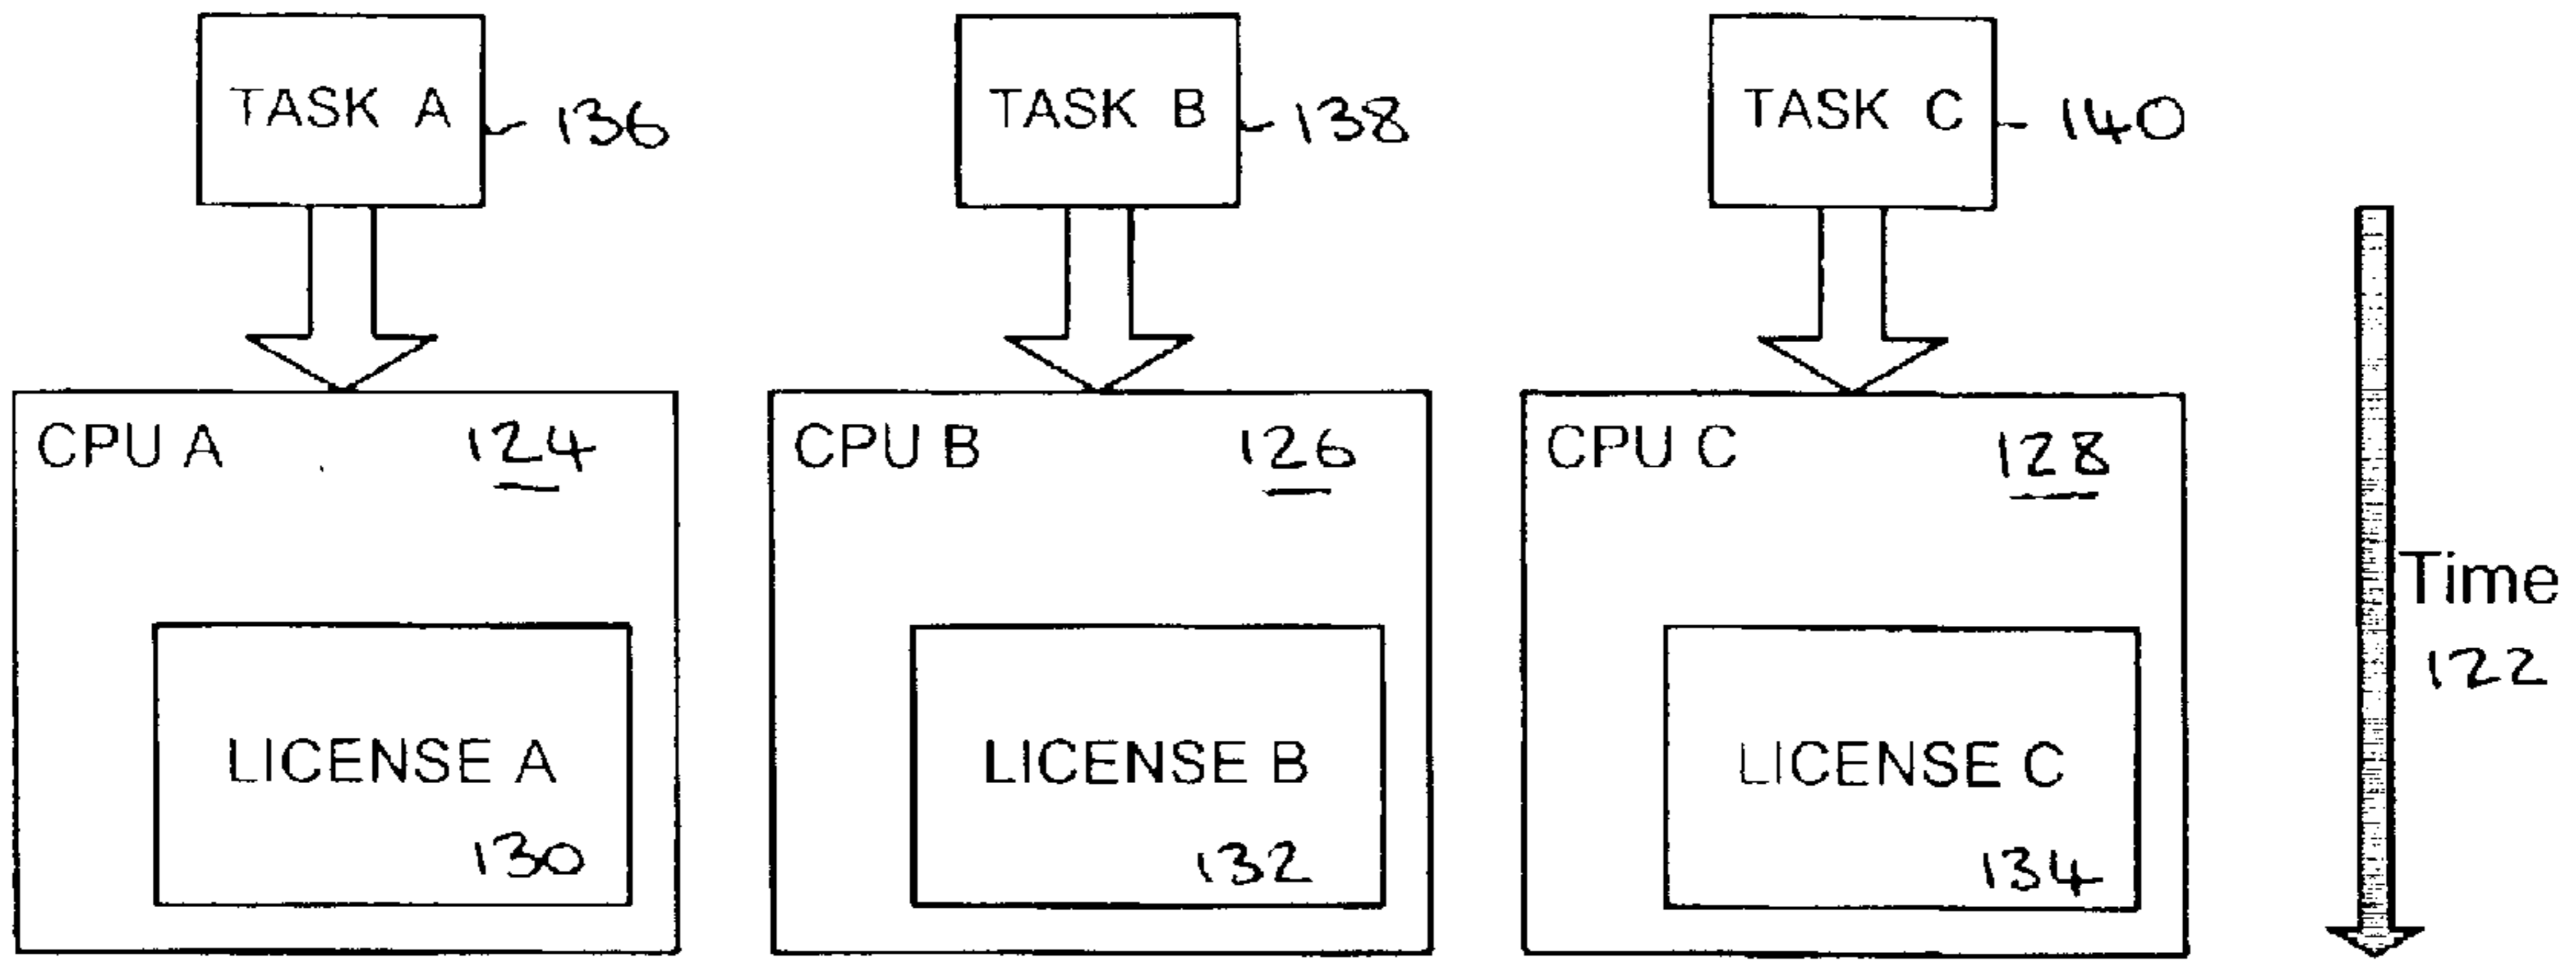 TASK A 136
TASK B 138
TASK C 140
CPU A 124
CPU B 126
CPU C 128
Time
122
LICENSE A
130
LICENSE B
132
LICENSE C
134